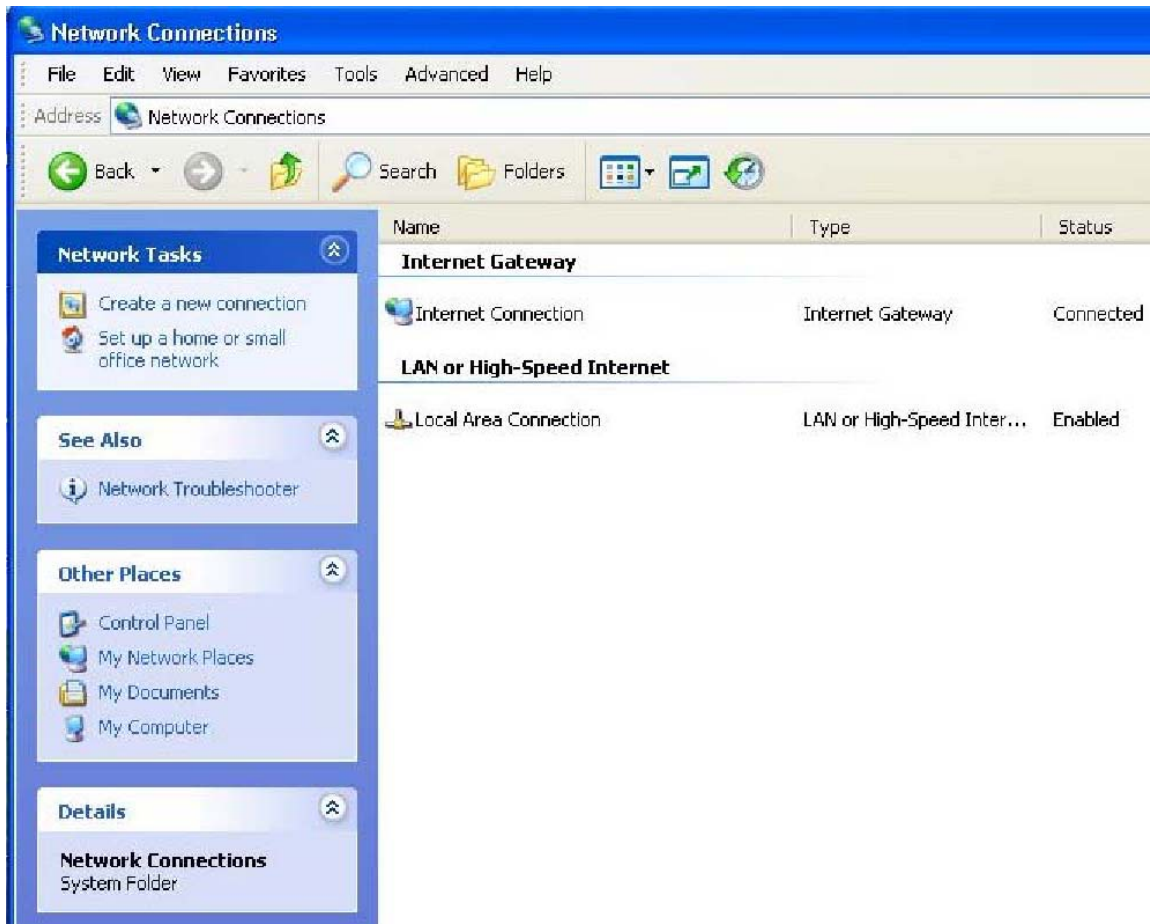 Network Connections
File Edit View Favorites Tools Advanced Help
Address Network Connections
Back Search Folders
Name Type Status
Network Tasks
Create a new connection
Set up a home or small
office network
See Also
Network Troubleshooter
Other Places
Control Panel
My Network Places
My Documents
My Computer
Details
Network Connections
System Folder
Internet Gateway
Internet Connection Internet Gateway Connected
LAN or High-Speed Internet
Local Area Connection LAN or High-Speed Inter... Enabled